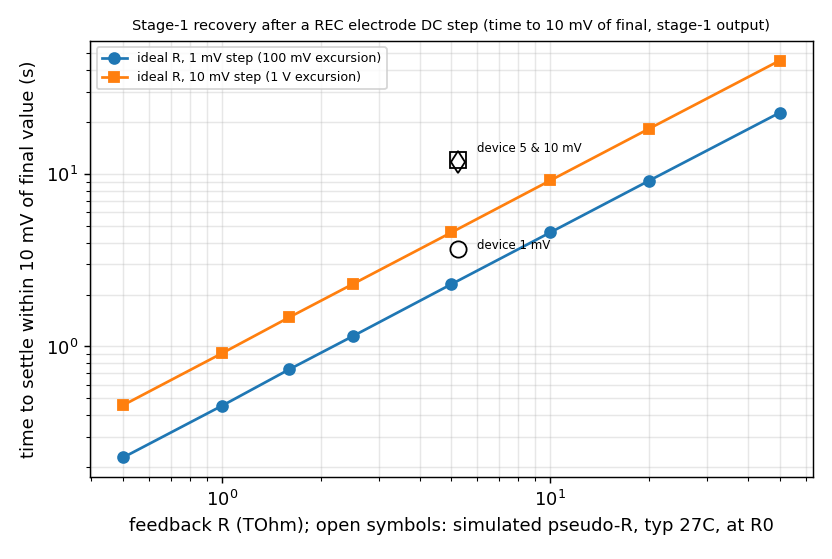 Stage-1 recovery after a REC electrode DC step (time to 10 mV of final, stage-1 output)
ideal R, 1 mV step (100 mV excursion)
ideal R, 10 mV step (1 V excursion)
time to settle within 10 mV of final value (s)
10¹
10⁰
device 5 & 10 mV
device 1 mV
10⁰
10¹
feedback R (TOhm); open symbols: simulated pseudo-R, typ 27C, at R0